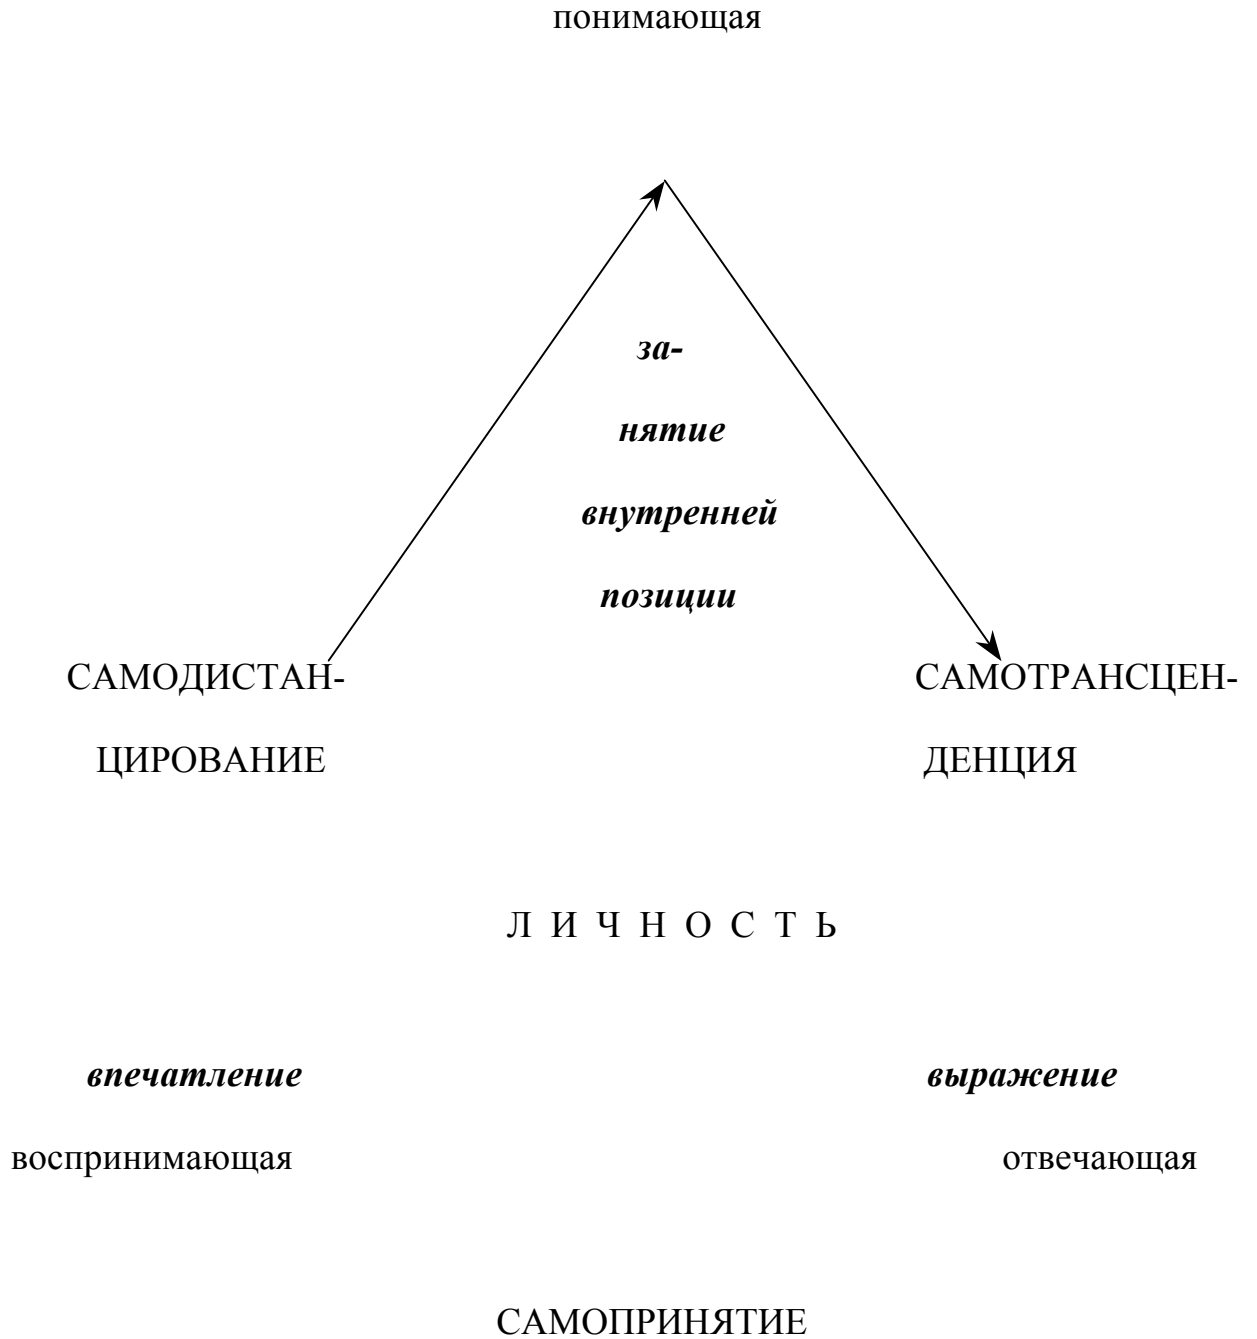 понимающая
за-
нятие
внутренней
позиции
САМОДИСТАН-
САМОТРАНСЦЕН-
ЦИРОВАНИЕ
ДЕНЦИЯ
Л И Ч Н О С Т Ь
впечатление
выражение
воспринимающая
отвечающая
САМОПРИНЯТИЕ